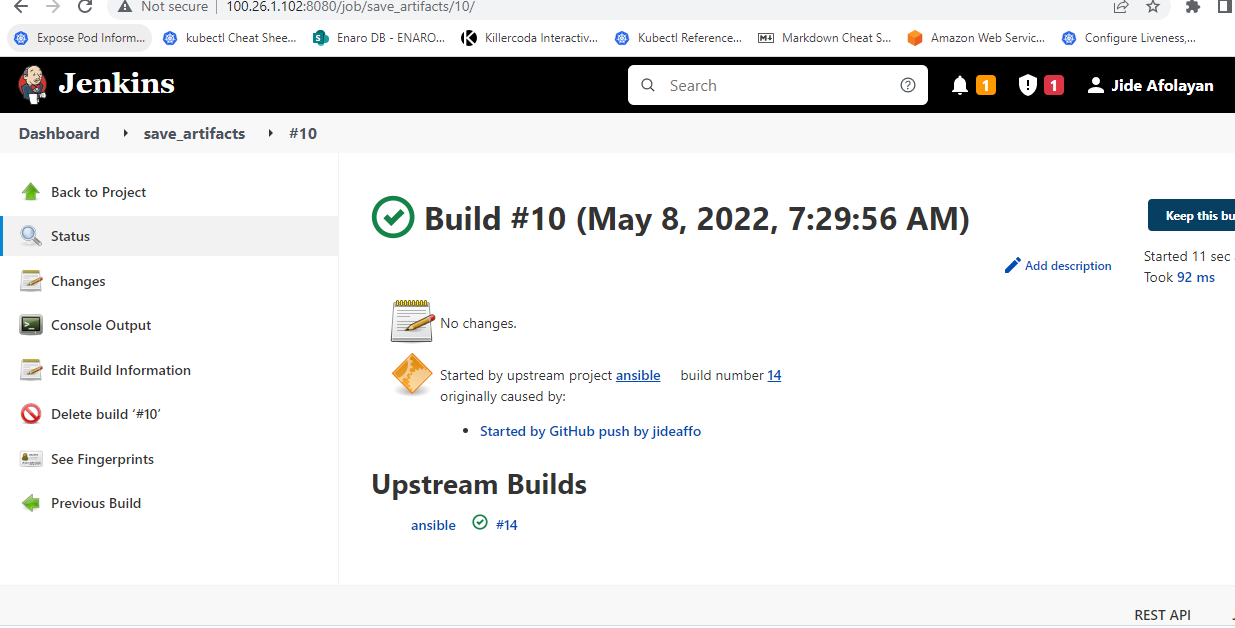 Not secure | 100.26.1.102:8080/job/save_artifacts/10/
Expose Pod Inform... kubectl Cheat Shee... Enaro DB - ENARO... Killercoda Interactiv... Kubectl Reference... Markdown Cheat S... Amazon Web Servic... Configure Liveness,...
Jenkins Search 1 1 Jide Afolayan
Dashboard save_artifacts #10
Back to Project
Status
Changes
Console Output
Edit Build Information
Delete build ‘#10’
See Fingerprints
Previous Build
Build #10 (May 8, 2022, 7:29:56 AM)
Keep this bu
Add description
Started 11 sec
Took 92 ms
No changes.
Started by upstream project ansible build number 14
originally caused by:
Started by GitHub push by jideaffo
Upstream Builds
ansible #14
REST API